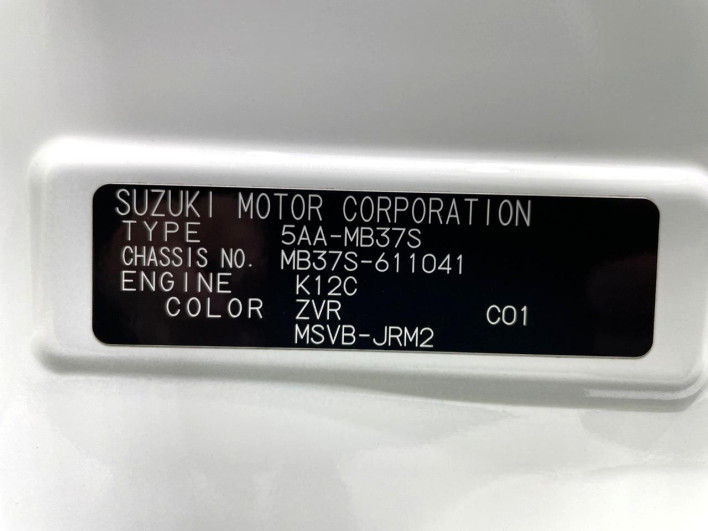 SUZUKI MOTOR CORPORATION
TYPE 5AA-MB37S
CHASSIS NO. MB37S-611041
ENGINE K12C
COLOR ZVR C01
MSVB-JRM2